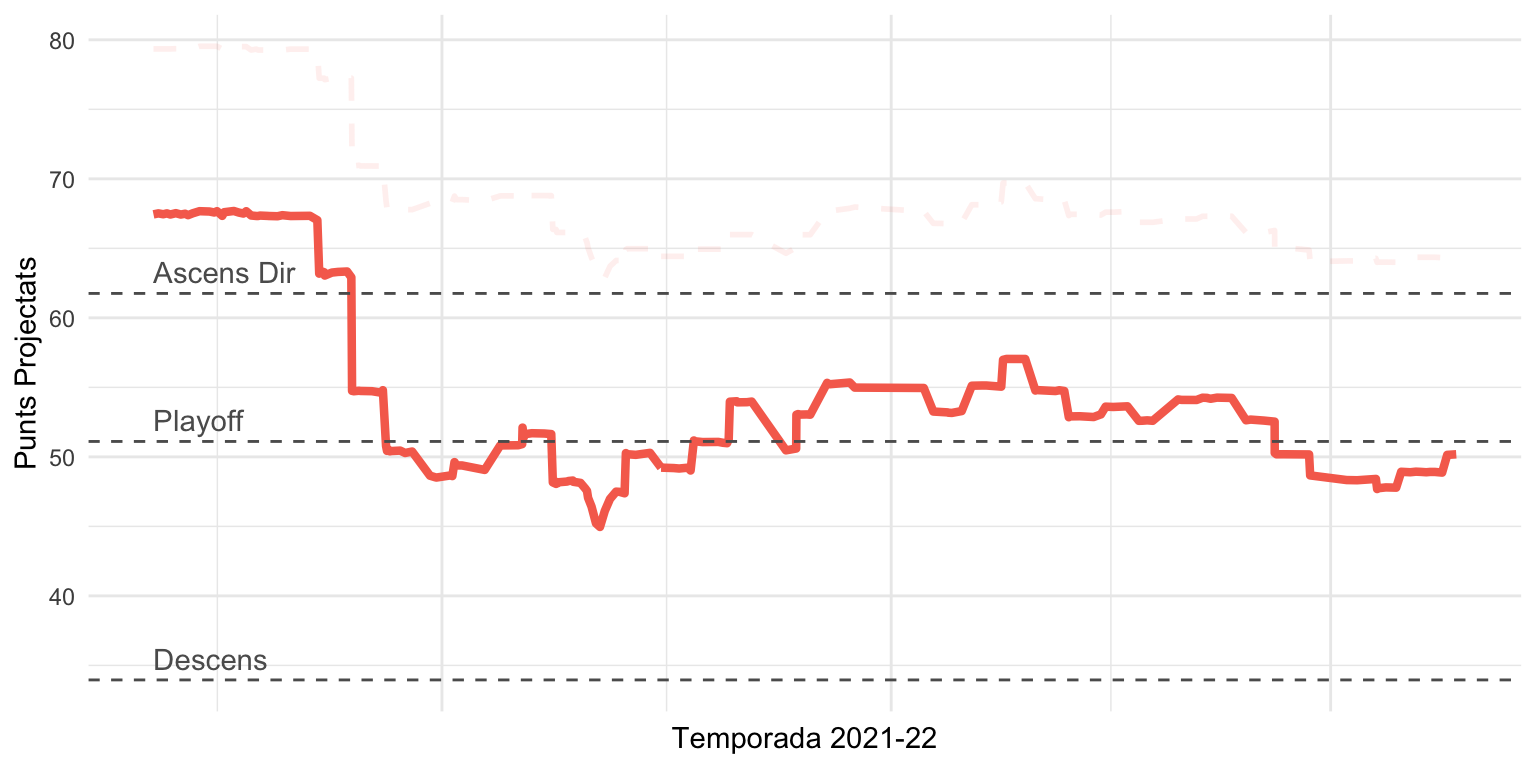 80
70
60
50
40
Punts Projectats
Ascens Dir
Playoff
Descens
Temporada 2021-22